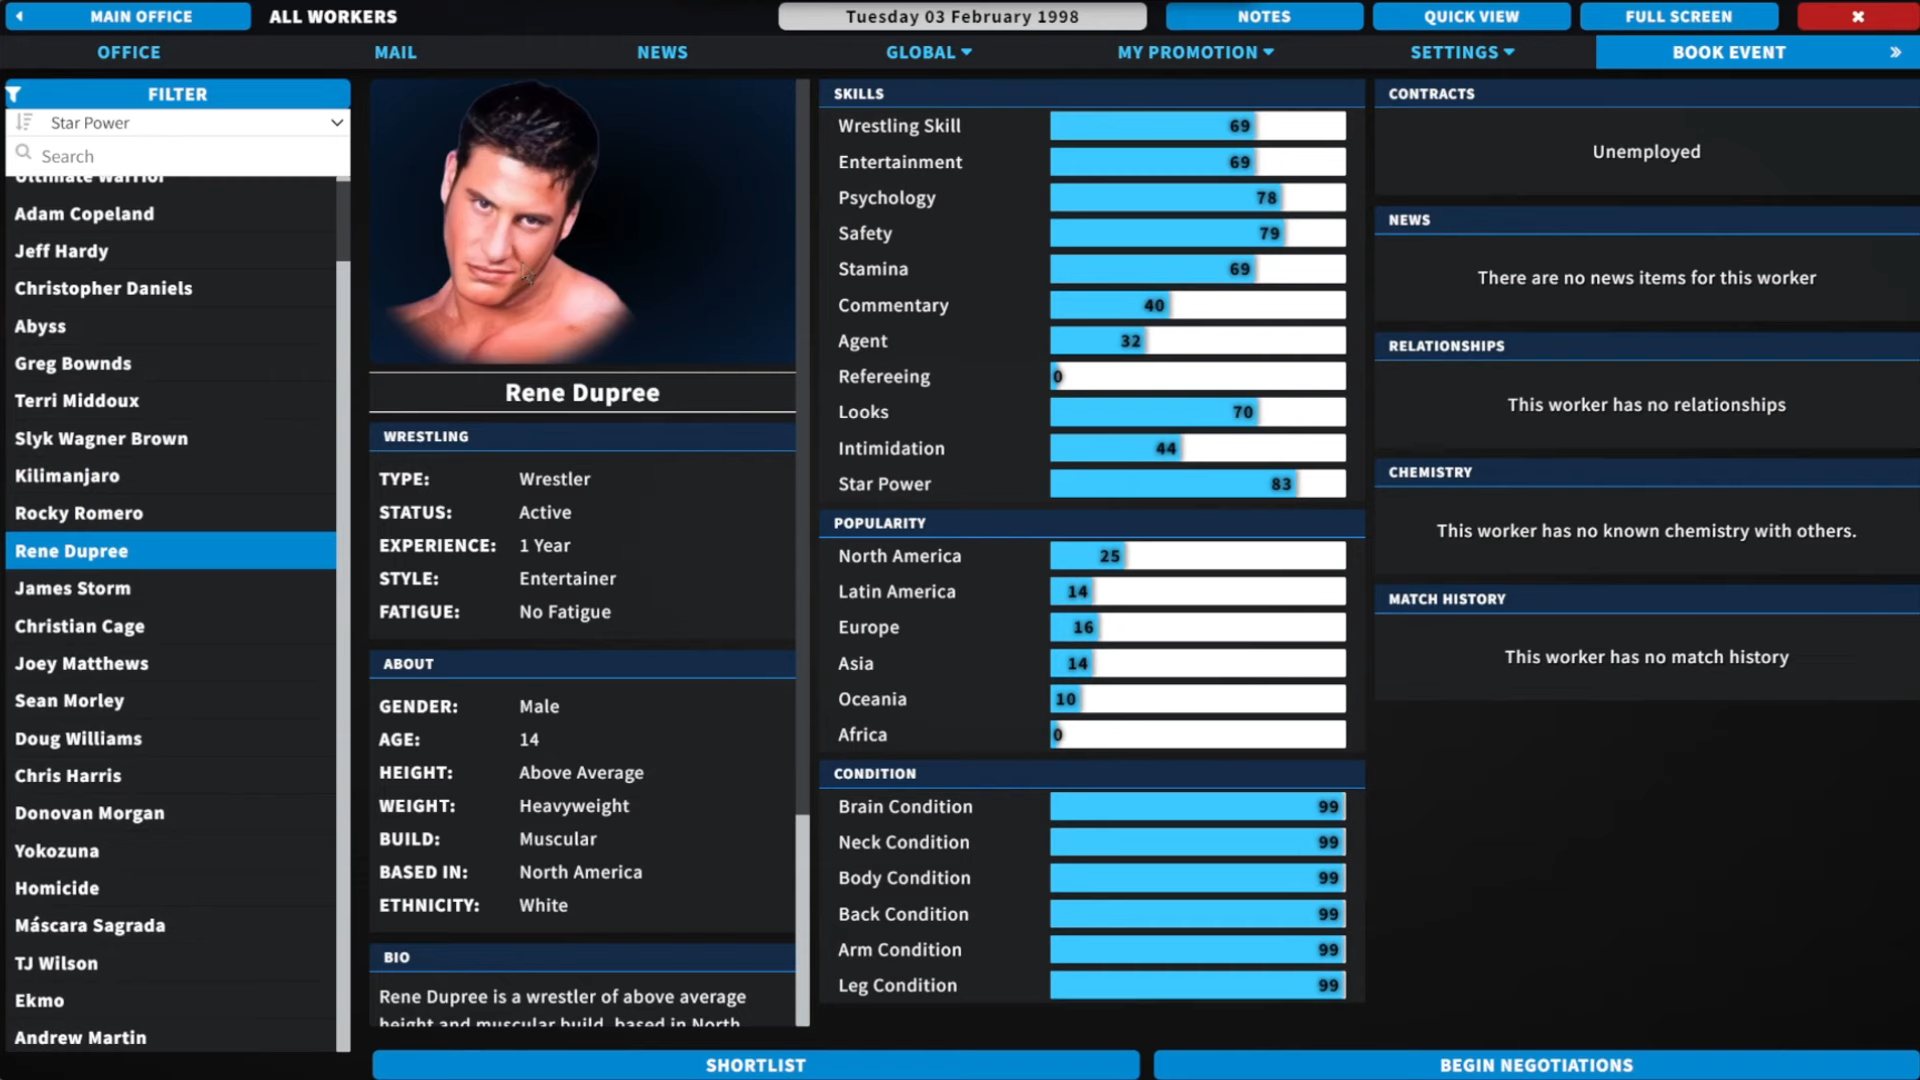 MAIN OFFICE
ALL WORKERS
Tuesday 03 February 1998
NOTES
QUICK VIEW
FULL SCREEN
OFFICE
MAIL
NEWS
GLOBAL
MY PROMOTION
SETTINGS
BOOK EVENT
FILTER
Star Power
Search
Ultimate Warrior
Adam Copeland
Jeff Hardy
Christopher Daniels
Abyss
Greg Bownds
Terri Middoux
Slyk Wagner Brown
Kilimanjaro
Rocky Romero
Rene Dupree
James Storm
Christian Cage
Joey Matthews
Sean Morley
Doug Williams
Chris Harris
Donovan Morgan
Yokozuna
Homicide
Máscara Sagrada
TJ Wilson
Ekmo
Andrew Martin
Rene Dupree
WRESTLING
TYPE: Wrestler
STATUS: Active
EXPERIENCE: 1 Year
STYLE: Entertainer
FATIGUE: No Fatigue
ABOUT
GENDER: Male
AGE: 14
HEIGHT: Above Average
WEIGHT: Heavyweight
BUILD: Muscular
BASED IN: North America
ETHNICITY: White
BIO
Rene Dupree is a wrestler of above average
height and muscular build, based in North
SKILLS
Wrestling Skill 69
Entertainment 69
Psychology 78
Safety 79
Stamina 69
Commentary 40
Agent 32
Refereeing 0
Looks 70
Intimidation 44
Star Power 83
POPULARITY
North America 25
Latin America 14
Europe 16
Asia 14
Oceania 10
Africa 0
CONDITION
Brain Condition 99
Neck Condition 99
Body Condition 99
Back Condition 99
Arm Condition 99
Leg Condition 99
CONTRACTS
Unemployed
NEWS
There are no news items for this worker
RELATIONSHIPS
This worker has no relationships
CHEMISTRY
This worker has no known chemistry with others.
MATCH HISTORY
This worker has no match history
SHORTLIST
BEGIN NEGOTIATIONS